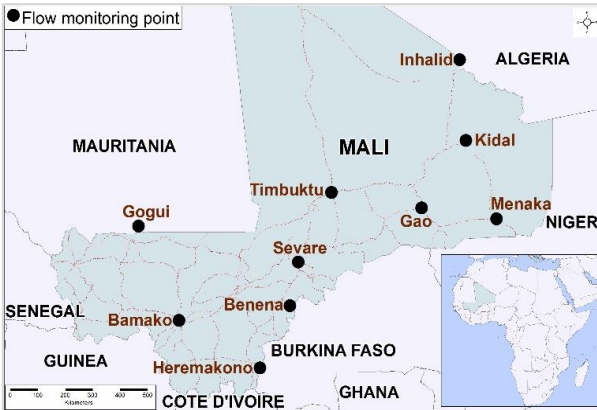 Flow monitoring point
Inhalid
ALGERIA
Kidal
MAURITANIA
MALI
Timbuktu
Gogui
Gao
Menaka
NIGER
Sevare
SENEGAL
Bamako
Benena
GUINEA
Heremakono
BURKINA FASO
GHANA
COTE D'IVOIRE
0 100 200 300 400 500
Kilometers